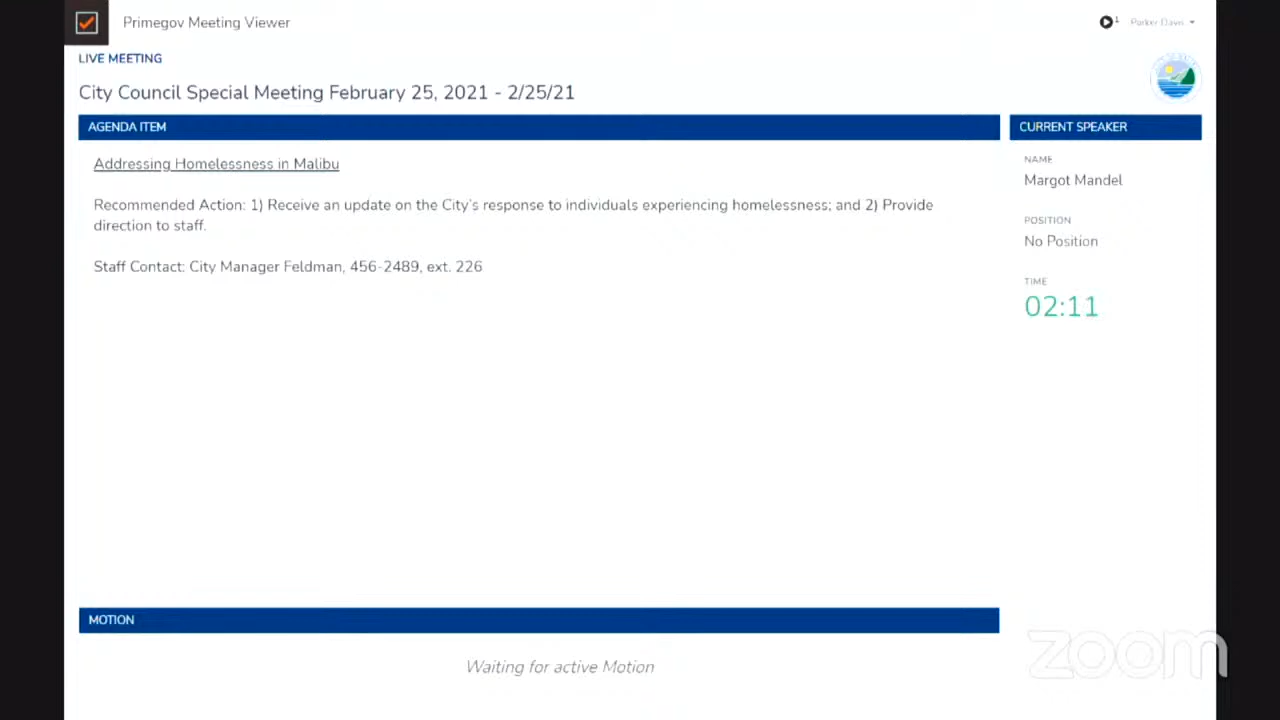 Primegov Meeting Viewer
1
Parker Davis
LIVE MEETING
City Council Special Meeting February 25, 2021 - 2/25/21
AGENDA ITEM
Addressing Homelessness in Malibu
Recommended Action: 1) Receive an update on the City's response to individuals experiencing homelessness; and 2) Provide
direction to staff.
Staff Contact: City Manager Feldman, 456-2489, ext. 226
CURRENT SPEAKER
NAME
Margot Mandel
POSITION
No Position
TIME
02:11
MOTION
Waiting for active Motion
zoom